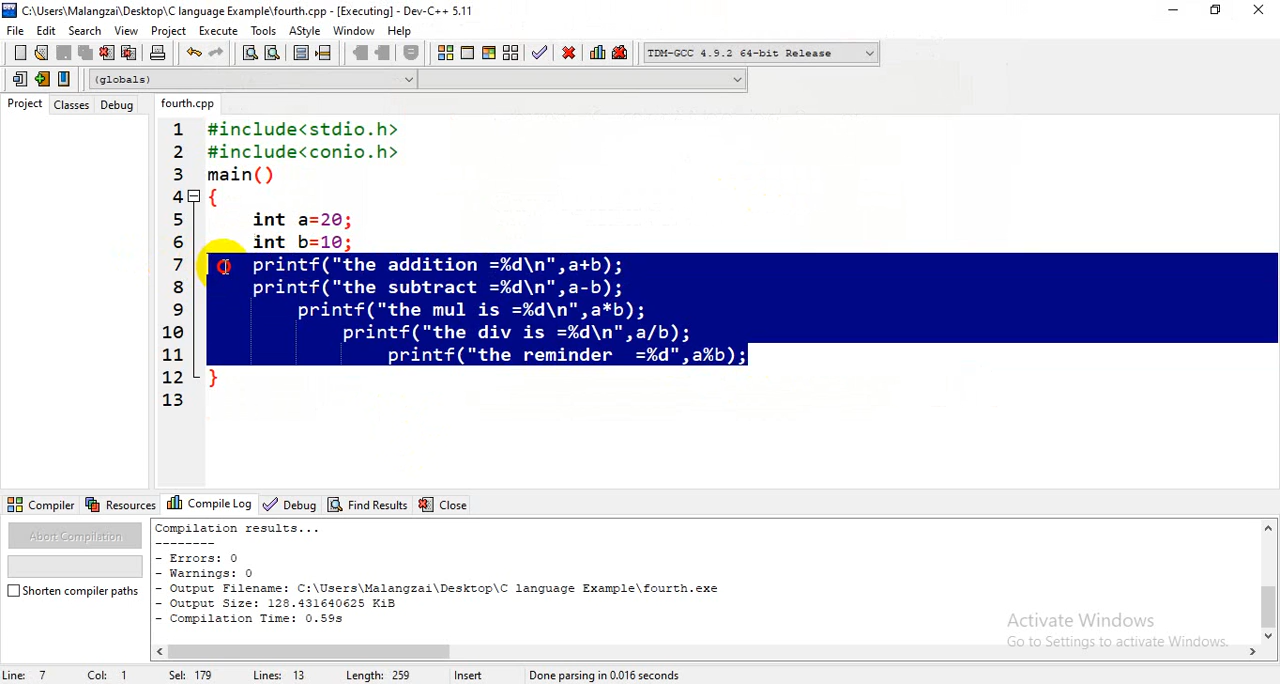 C:\Users\Malangzai\Desktop\C language Example\fourth.cpp - [Executing] - Dev-C++ 5.11
File Edit Search View Project Execute Tools AStyle Window Help
TDM-GCC 4.9.2 64-bit Release
(globals)
Project Classes Debug fourth.cpp
1 #include<stdio.h>
2 #include<conio.h>
3 main()
4 {
5 int a=20;
6 int b=10;
7 printf("the addition =%d\n",a+b);
8 printf("the subtract =%d\n",a-b);
9 printf("the mul is =%d\n",a*b);
10 printf("the div is =%d\n",a/b);
11 printf("the reminder  =%d",a%b);
12 }
13
Compiler Resources Compile Log Debug Find Results Close
Abort Compilation
Shorten compiler paths
Compilation results...
--------
- Errors: 0
- Warnings: 0
- Output Filename: C:\Users\Malangzai\Desktop\C language Example\fourth.exe
- Output Size: 128.431640625 KiB
- Compilation Time: 0.59s
Activate Windows
Go to Settings to activate Windows.
Line: 7 Col: 1 Sel: 179 Lines: 13 Length: 259 Insert Done parsing in 0.016 seconds